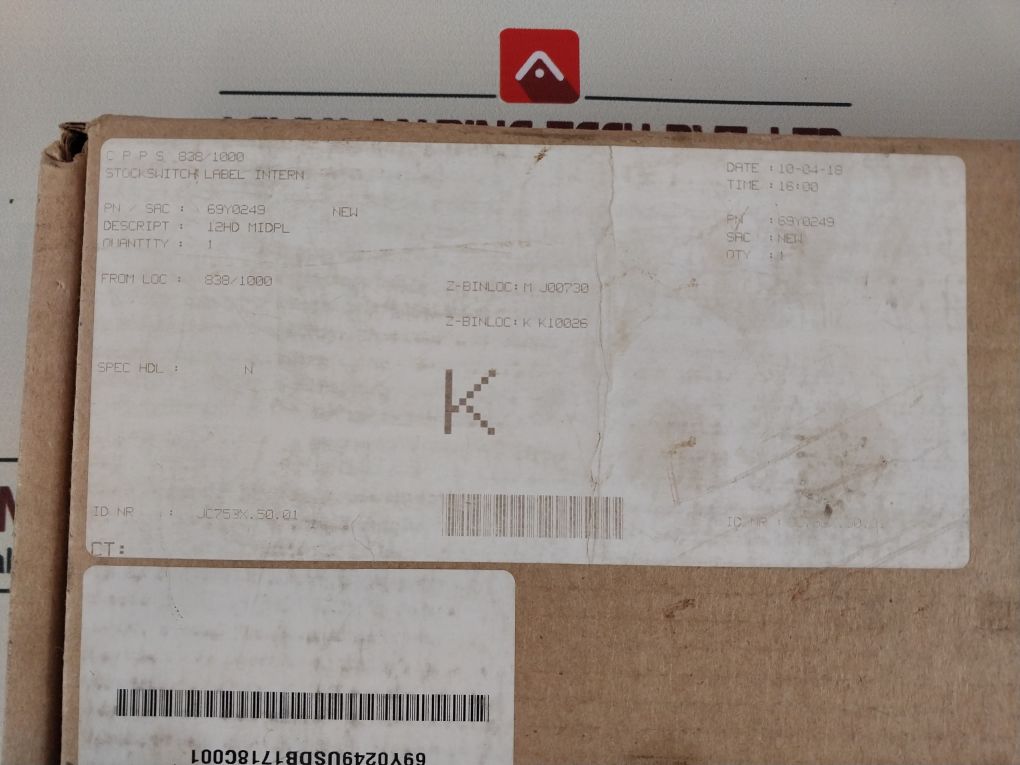 C P P S 838/1000
STOCKSWITCH LABEL INTERN
PN / SAC : 69Y0249 NEW
DESCRIPT : 12HD MIDPL
QUANTITY : 1
FROM LOC : 838/1000
SPEC HDL : N
Z-BINLOC: M J00730
Z-BINLOC: K K10026
K
DATE : 10-04-18
TIME : 16:00
PN : 69Y0249
SAC : NEW
QTY : 1
ID NR : JC753X.50.01
ID NR :
CT:
69Y0249USDB1718C001